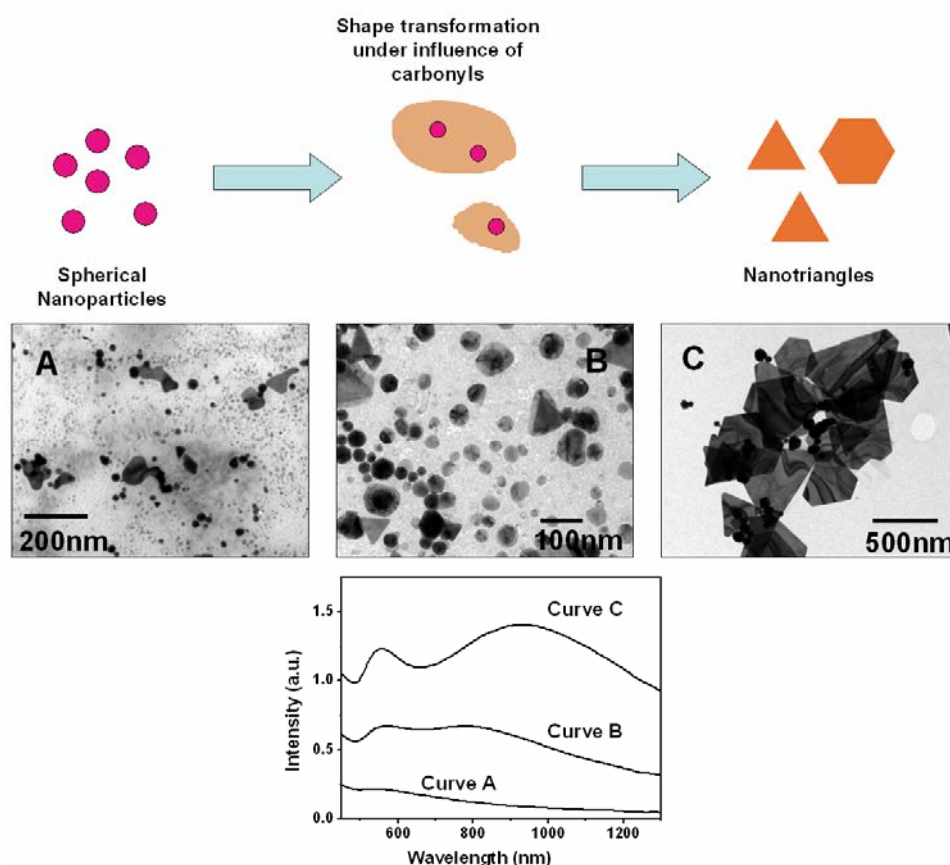 Shape transformation
under influence of
carbonyls
Spherical
Nanoparticles
Nanotriangles
A
200nm
B
100nm
C
500nm
Curve C
Curve B
Curve A
1.5
1.0
0.5
0.0
Intensity (a.u.)
600 800 1000 1200
Wavelength (nm)